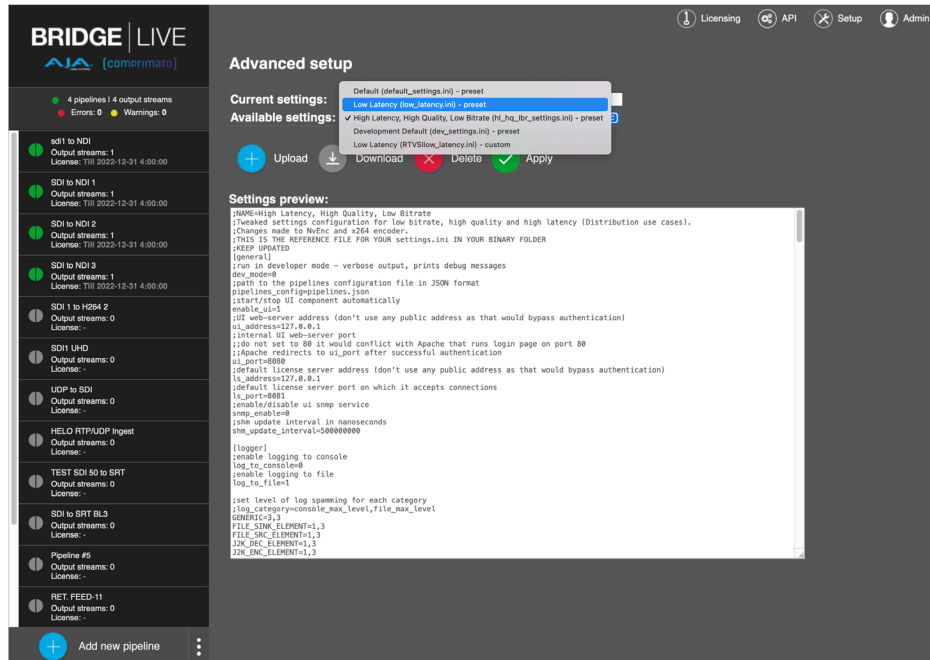 Licensing
API
Setup
Admin
BRIDGE LIVE
AJA [comprimato]
4 pipelines | 4 output streams
Errors: 0 Warnings: 0
sdi1 to NDI
Output streams: 1
License: Till 2022-12-31 4:00:00
SDI to NDI 1
Output streams: 1
License: Till 2022-12-31 4:00:00
SDI to NDI 2
Output streams: 1
License: Till 2022-12-31 4:00:00
SDI to NDI 3
Output streams: 1
License: Till 2022-12-31 4:00:00
SDI 1 to H264 2
Output streams: 0
License: -
SDI1 UHD
Output streams: 0
License: -
UDP to SDI
Output streams: 0
License: -
HELO RTP/UDP Ingest
Output streams: 0
License: -
TEST SDI 50 to SRT
Output streams: 0
License: -
SDI to SRT BL3
Output streams: 0
License: -
Pipeline #5
Output streams: 0
License: -
RET. FEED-11
Output streams: 0
License: -
Add new pipeline
Advanced setup
Current settings:
Available settings:
Default (default_settings.ini) - preset
Low Latency (low_latency.ini) - preset
✓ High Latency, High Quality, Low Bitrate (hl_hq_lbr_settings.ini) - preset
Development Default (dev_settings.ini) - preset
Low Latency (RTVSllow_latency.ini) - custom
Upload Download Delete Apply
Settings preview:
;NAME=High Latency, High Quality, Low Bitrate
;Tweaked settings configuration for low bitrate, high quality and high latency (Distribution use cases).
;Changes made to NvEnc and x264 encoder.
;THIS IS THE REFERENCE FILE FOR YOUR settings.ini IN YOUR BINARY FOLDER
;KEEP UPDATED
[general]
;run in developer mode - verbose output, prints debug messages
dev_mode=0
;path to the pipelines configuration file in JSON format
pipelines_config=pipelines.json
;start/stop UI component automatically
enable_ui=1
;UI web-server address (don't use any public address as that would bypass authentication)
ui_address=127.0.0.1
;internal UI web-server port
;;do not set to 80 it would conflict with Apache that runs login page on port 80
;;Apache redirects to ui_port after successful authentication
ui_port=8080
;default license server address (don't use any public address as that would bypass authentication)
ls_address=127.0.0.1
;default license server port on which it accepts connections
ls_port=8081
;enable/disable ui snmp service
snmp_enable=0
;shm update interval in nanoseconds
shm_update_interval=500000000
[logger]
;enable logging to console
log_to_console=0
;enable logging to file
log_to_file=1
;set level of log spamming for each category
;log_category=console_max_level,file_max_level
GENERIC=3,3
FILE_SINK_ELEMENT=1,3
FILE_SRC_ELEMENT=1,3
J2K_DEC_ELEMENT=1,3
J2K_ENC_ELEMENT=1,3